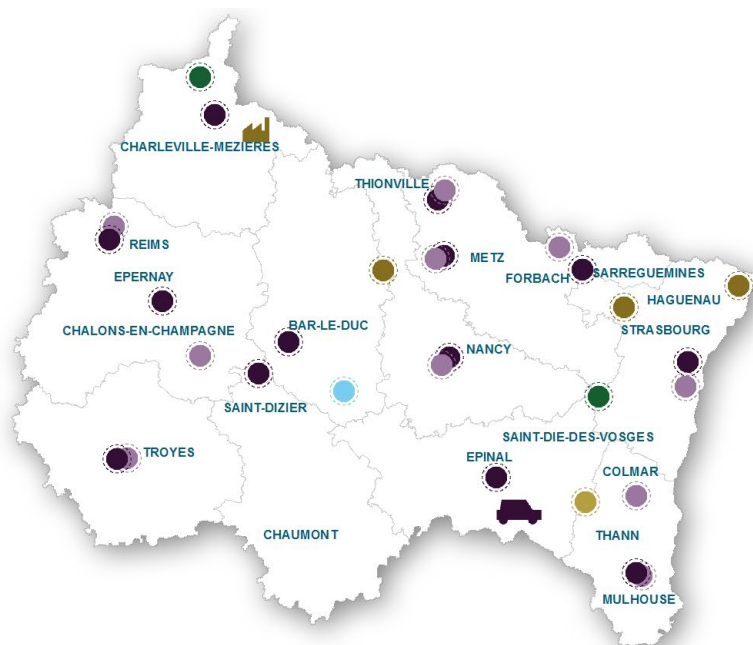 CHARLEVILLE-MEZIERES
THIONVILLE
REIMS
METZ
EPERNAY
FORBACH
SARREGUEMINES
HAGUENAU
CHALONS-EN-CHAMPAGNE
BAR-LE-DUC
STRASBOURG
NANCY
SAINT-DIZIER
SAINT-DIE-DES-VOSGES
TROYES
EPINAL
COLMAR
CHAUMONT
THANN
MULHOUSE